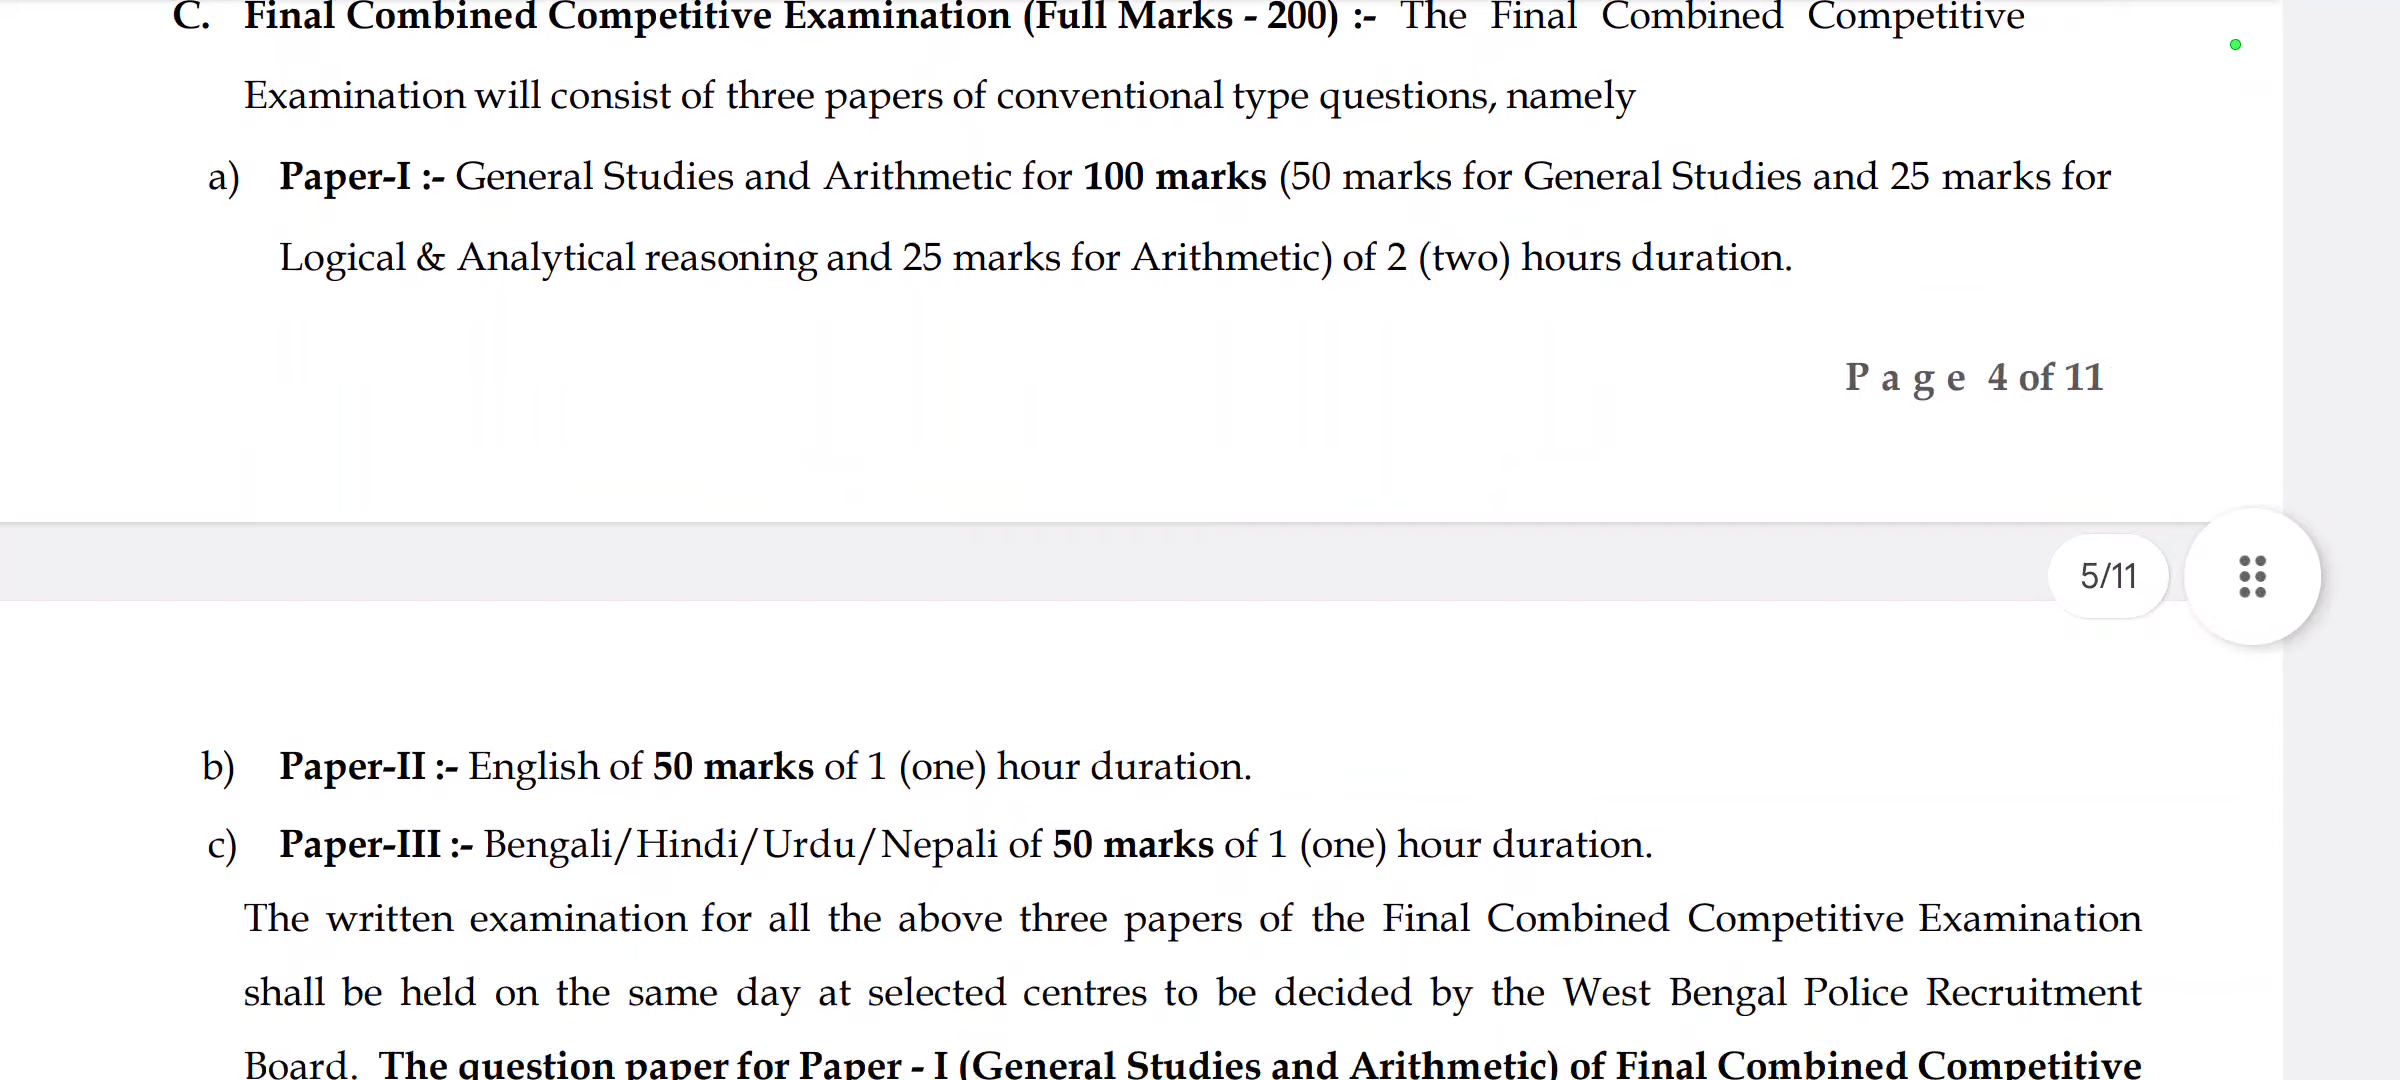 C. Final Combined Competitive Examination (Full Marks - 200) :- The Final Combined Competitive
Examination will consist of three papers of conventional type questions, namely
a) Paper-I :- General Studies and Arithmetic for 100 marks (50 marks for General Studies and 25 marks for
Logical & Analytical reasoning and 25 marks for Arithmetic) of 2 (two) hours duration.
P a g e 4 of 11
5/11
b) Paper-II :- English of 50 marks of 1 (one) hour duration.
c) Paper-III :- Bengali/Hindi/Urdu/Nepali of 50 marks of 1 (one) hour duration.
The written examination for all the above three papers of the Final Combined Competitive Examination
shall be held on the same day at selected centres to be decided by the West Bengal Police Recruitment
Board. The question paper for Paper - I (General Studies and Arithmetic) of Final Combined Competitive